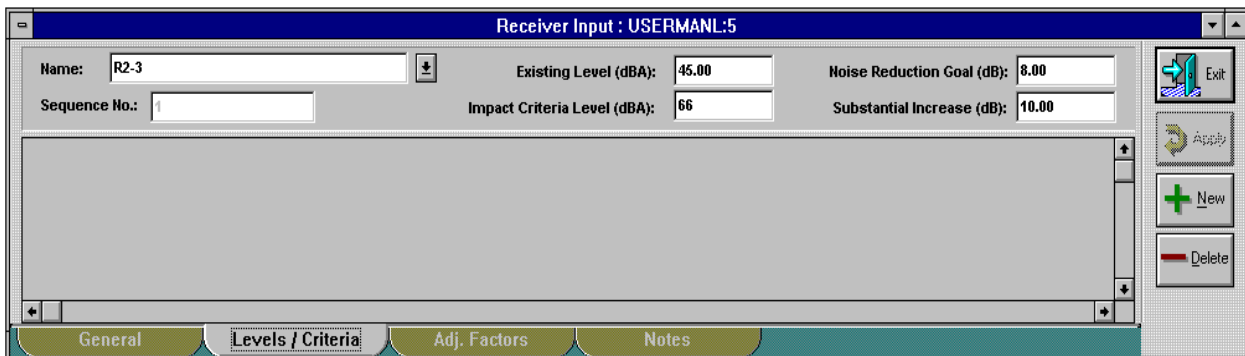 Receiver Input : USERMANL:5
Name: R2-3 Existing Level (dBA): 45.00 Noise Reduction Goal (dB): 8.00
Sequence No.: 1 Impact Criteria Level (dBA): 66 Substantial Increase (dB): 10.00
Exit
Apply
New
Delete
General Levels / Criteria Adj. Factors Notes